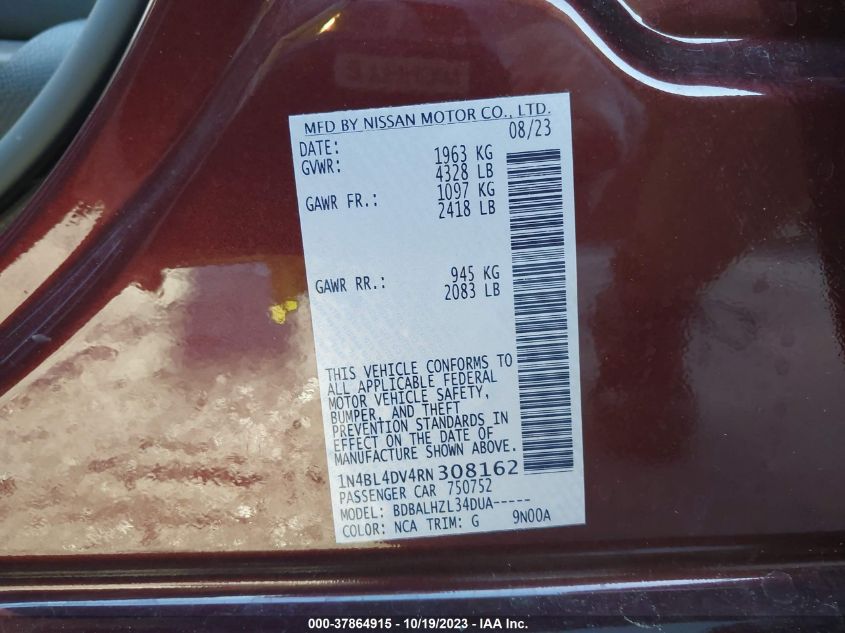 MFD BY NISSAN MOTOR CO., LTD.
DATE: 08/23
GVWR: 1963 KG
4328 LB
GAWR FR.: 1097 KG
2418 LB
GAWR RR.: 945 KG
2083 LB
THIS VEHICLE CONFORMS TO
ALL APPLICABLE FEDERAL
MOTOR VEHICLE SAFETY,
BUMPER, AND THEFT
PREVENTION STANDARDS IN
EFFECT ON THE DATE OF
MANUFACTURE SHOWN ABOVE.
1N4BL4DV4RN308162
PASSENGER CAR 750752
MODEL: BDBALHZL34DUA-----
COLOR: NCA TRIM: G 9N00A
000-37864915 - 10/19/2023 - IAA, Inc.